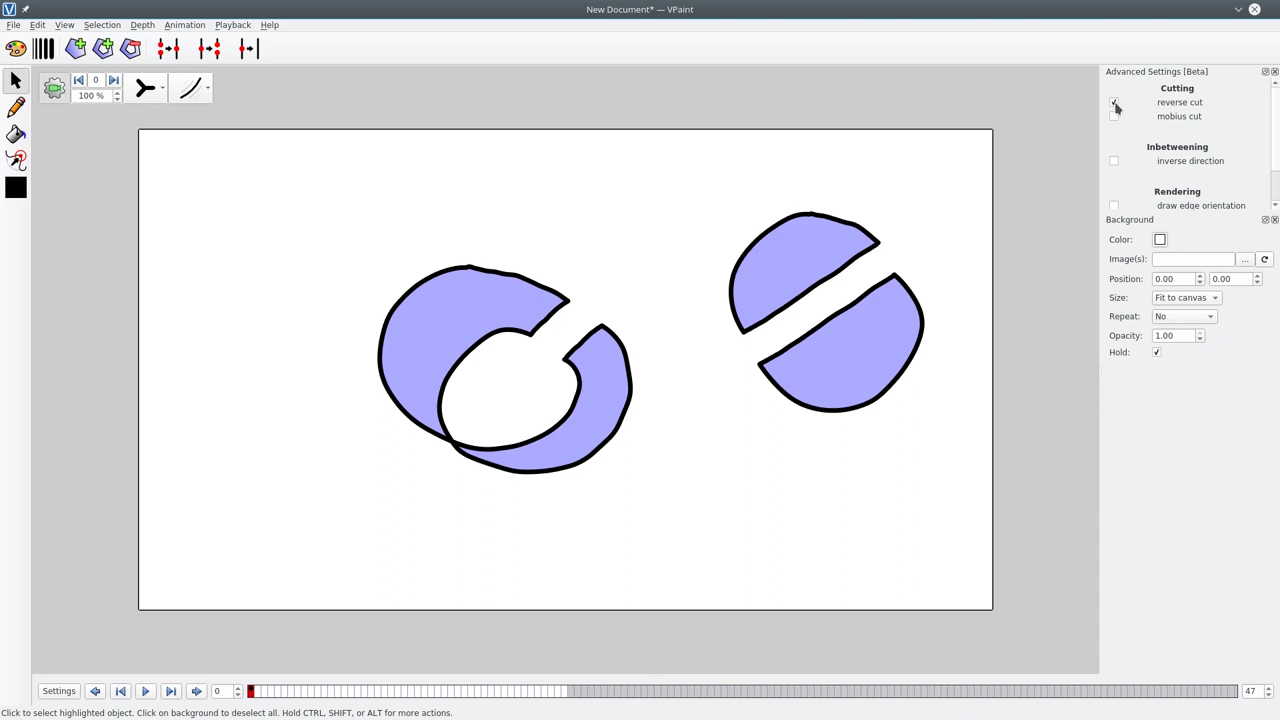 New Document* — VPaint
File Edit View Selection Depth Animation Playback Help
0
100 %
Advanced Settings [Beta]
Cutting
reverse cut
mobius cut
Inbetweening
inverse direction
Rendering
draw edge orientation
Background
Color:
Image(s): ...
Position: 0.00 0.00
Size: Fit to canvas
Repeat: No
Opacity: 1.00
Hold:
Settings 0 47
Click to select highlighted object. Click on background to deselect all. Hold CTRL, SHIFT, or ALT for more actions.